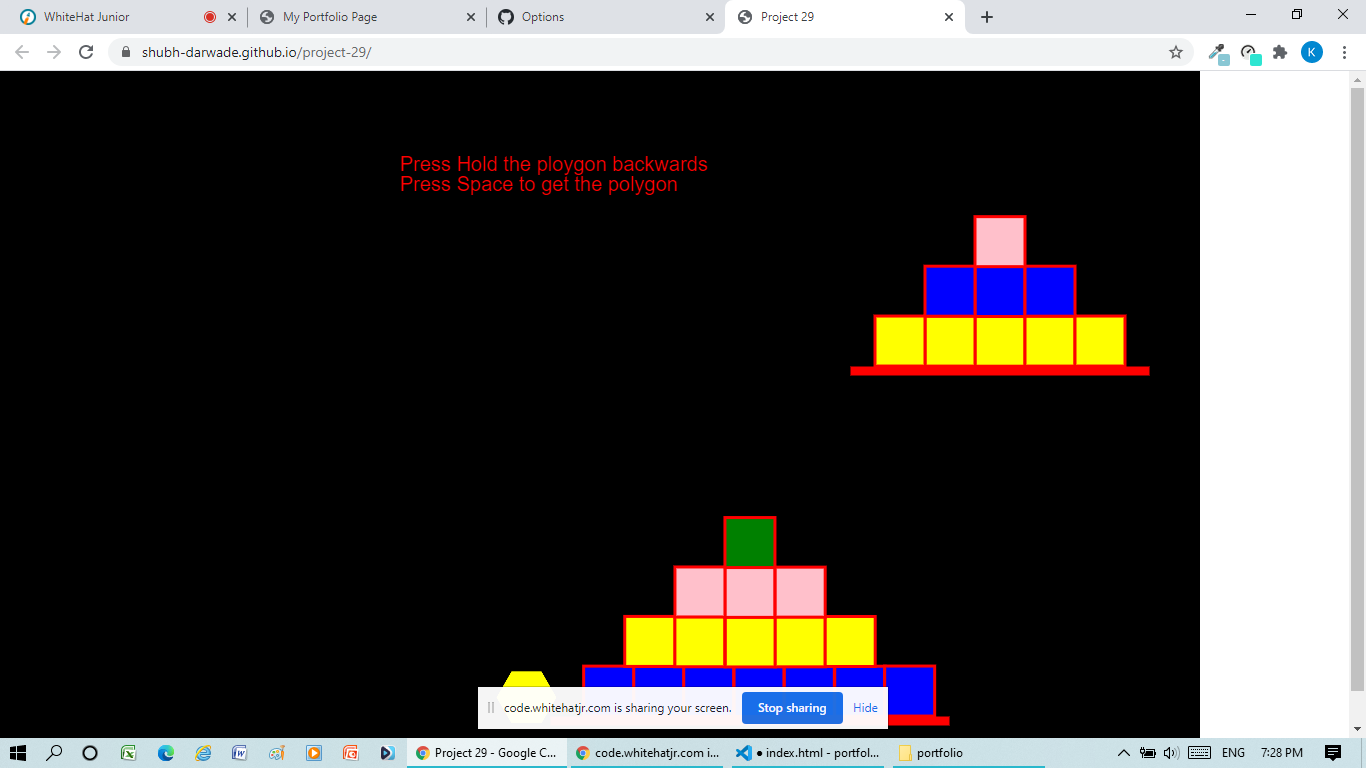 WhiteHat Junior
My Portfolio Page
Options
Project 29
shubh-darwade.github.io/project-29/
K
Press Hold the ploygon backwards
Press Space to get the polygon
code.whitehatjr.com is sharing your screen.
Stop sharing
Hide
Project 29 - Google C...
code.whitehatjr.com i...
● index.html - portfol...
portfolio
ENG
7:28 PM